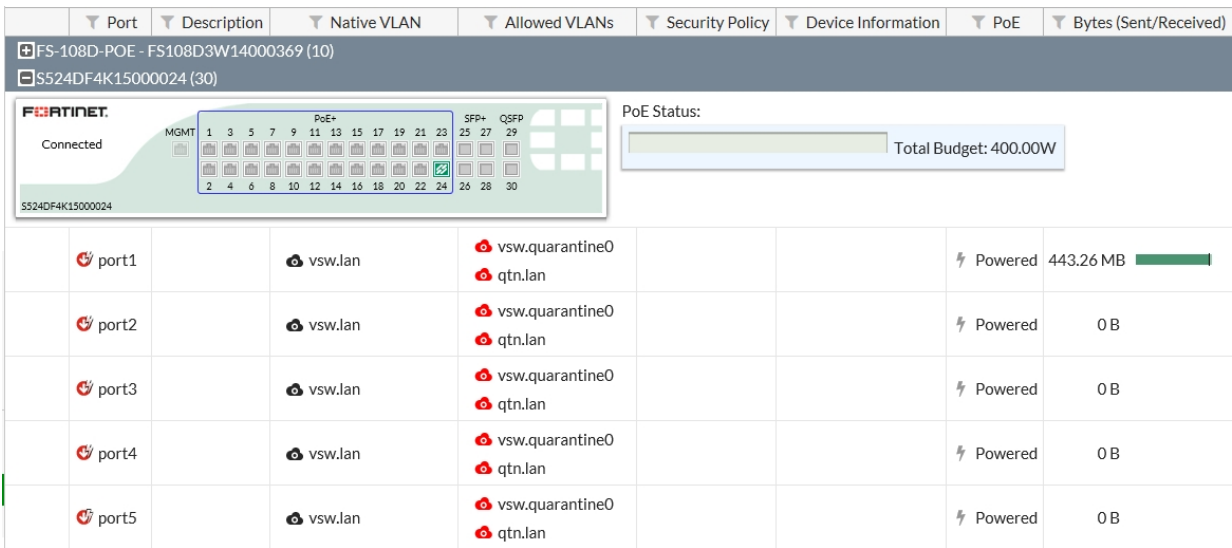 Port Description Native VLAN Allowed VLANs Security Policy Device Information PoE Bytes (Sent/Received)
FS-108D-POE - FS108D3W14000369 (10)
S524DF4K15000024 (30)
FORTINET.
Connected
PoE+ SFP+ QSFP
MGMT 1 3 5 7 9 11 13 15 17 19 21 23 25 27 29
2 4 6 8 10 12 14 16 18 20 22 24 26 28 30
S524DF4K15000024
PoE Status:
Total Budget: 400.00W
port1 vsw.lan vsw.quarantine0 Powered 443.26 MB
qtn.lan
port2 vsw.lan vsw.quarantine0 Powered 0 B
qtn.lan
port3 vsw.lan vsw.quarantine0 Powered 0 B
qtn.lan
port4 vsw.lan vsw.quarantine0 Powered 0 B
qtn.lan
port5 vsw.lan vsw.quarantine0 Powered 0 B
qtn.lan